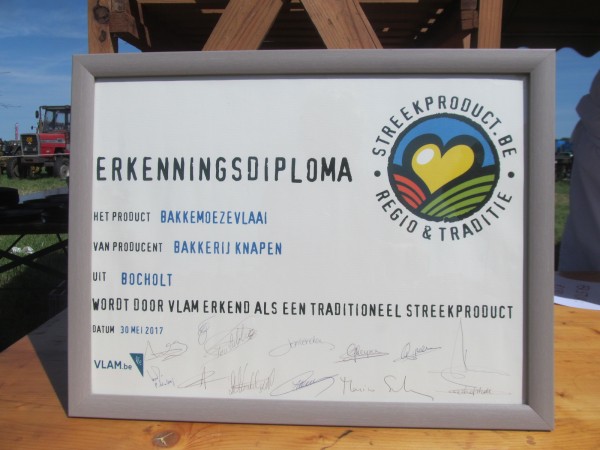 STREEKPRODUCT.BE
REGIO & TRADITIE
ERKENNINGSDIPLOMA
HET PRODUCT BAKKEMOEZEVLAAI
VAN PRODUCENT BAKKERIJ KNAPEN
UIT BOCHOLT
WORDT DOOR VLAM ERKEND ALS EEN TRADITIONEEL STREEKPRODUCT
DATUM 30 MEI 2017
VLAM.be